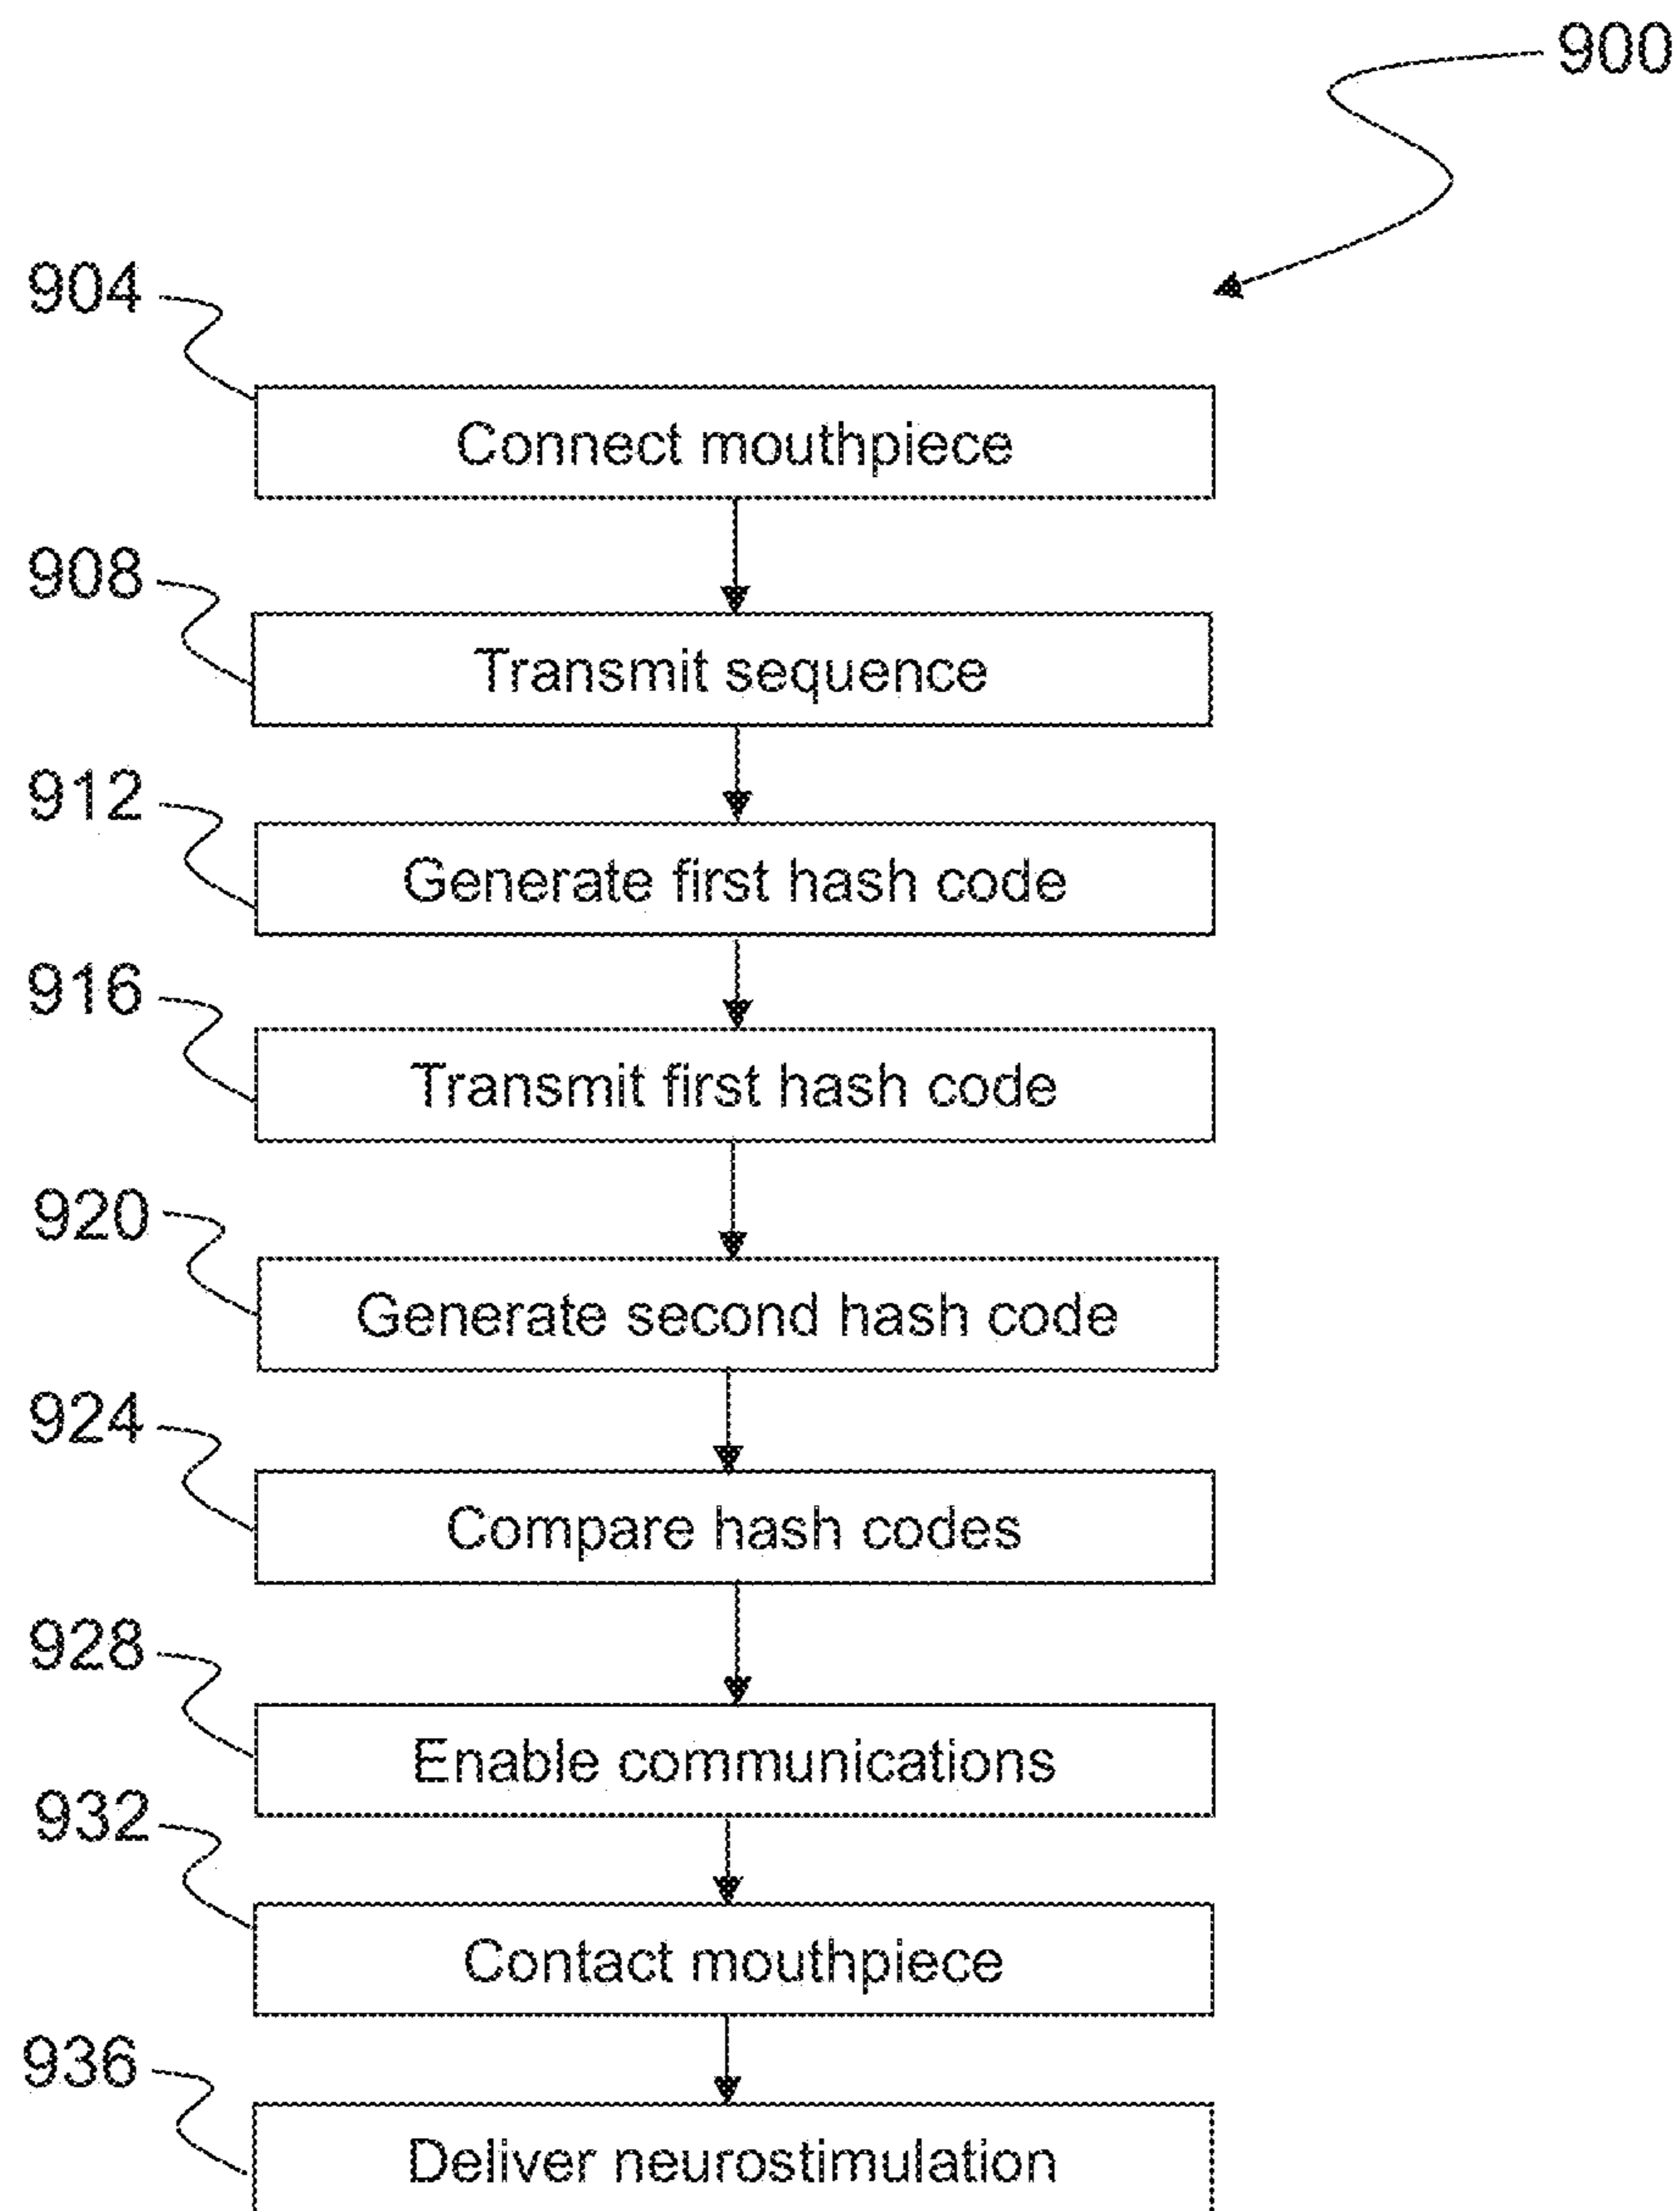 900
904
Connect mouthpiece
908
Transmit sequence
912
Generate first hash code
916
Transmit first hash code
920
Generate second hash code
924
Compare hash codes
928
Enable communications
932
Contact mouthpiece
936
Deliver neurostimulation